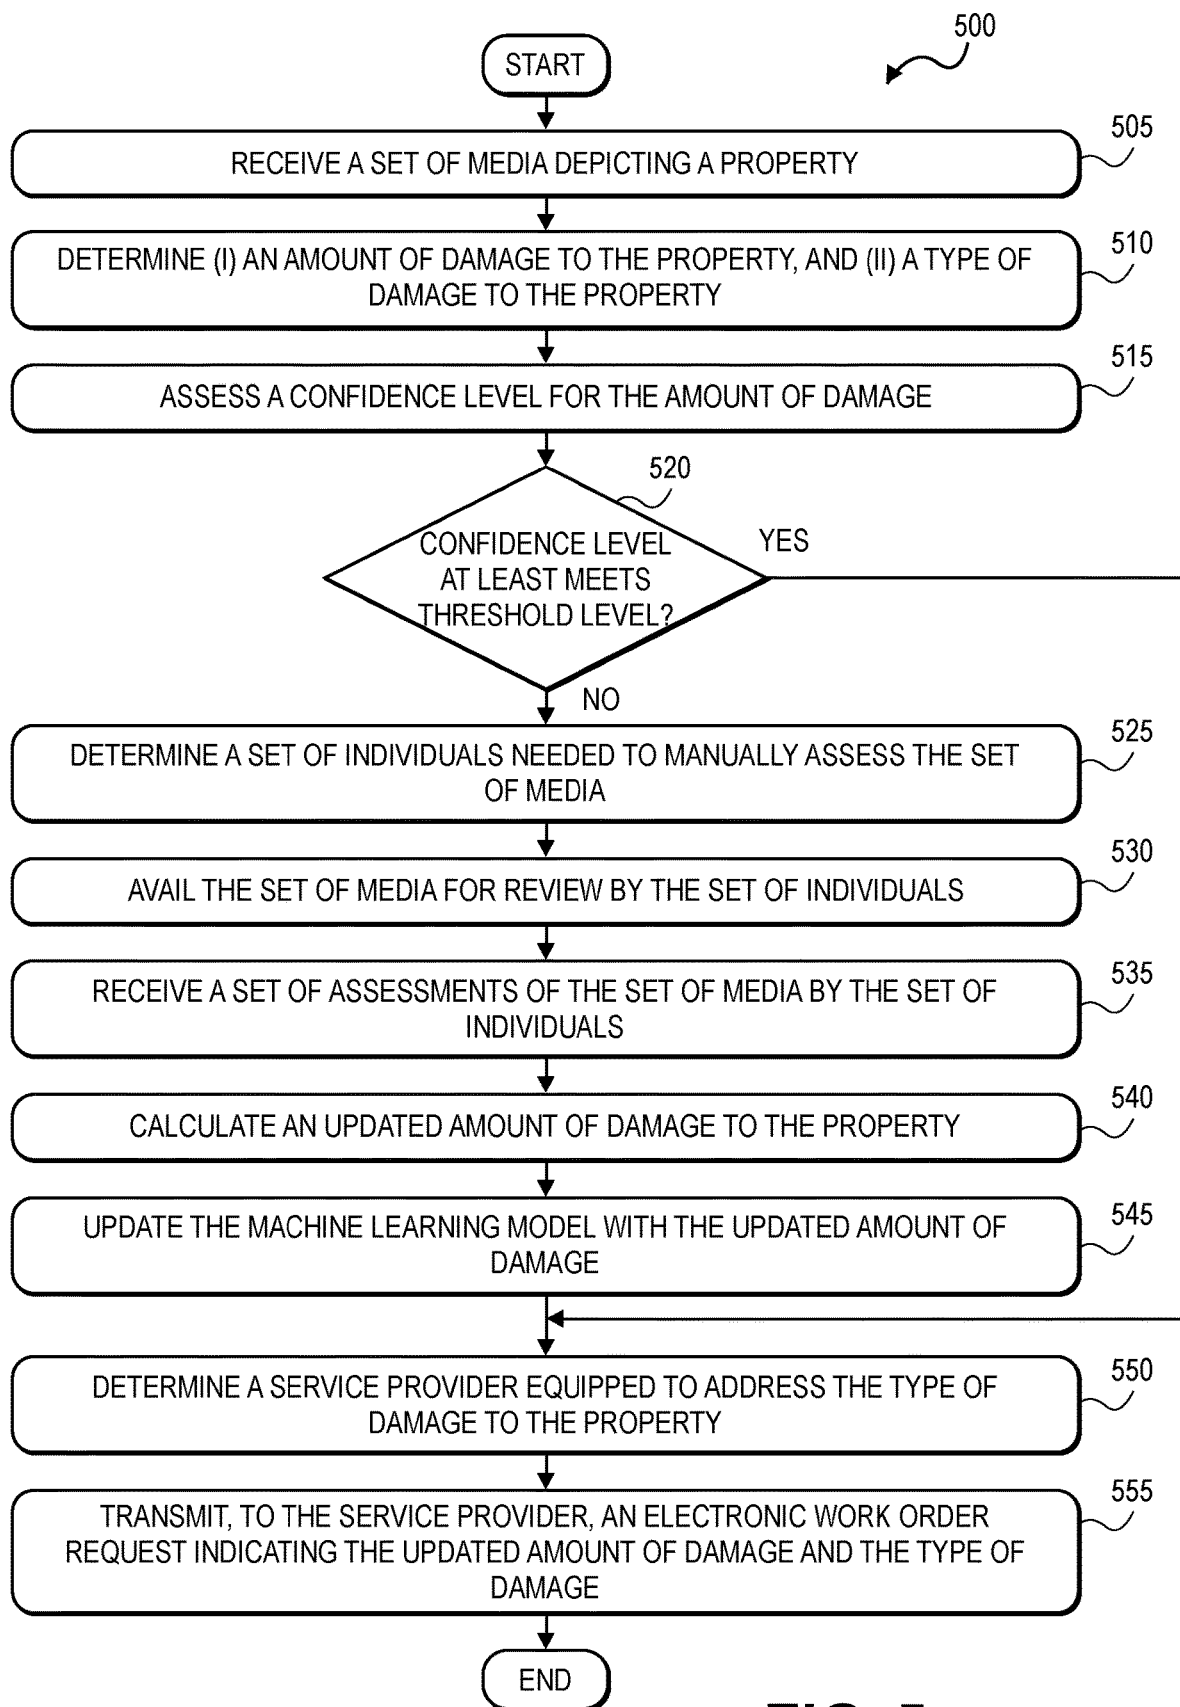 500
START
505
RECEIVE A SET OF MEDIA DEPICTING A PROPERTY
510
DETERMINE (I) AN AMOUNT OF DAMAGE TO THE PROPERTY, AND (II) A TYPE OF
DAMAGE TO THE PROPERTY
515
ASSESS A CONFIDENCE LEVEL FOR THE AMOUNT OF DAMAGE
520
CONFIDENCE LEVEL
AT LEAST MEETS
THRESHOLD LEVEL?
YES
NO
525
DETERMINE A SET OF INDIVIDUALS NEEDED TO MANUALLY ASSESS THE SET
OF MEDIA
530
AVAIL THE SET OF MEDIA FOR REVIEW BY THE SET OF INDIVIDUALS
535
RECEIVE A SET OF ASSESSMENTS OF THE SET OF MEDIA BY THE SET OF
INDIVIDUALS
540
CALCULATE AN UPDATED AMOUNT OF DAMAGE TO THE PROPERTY
545
UPDATE THE MACHINE LEARNING MODEL WITH THE UPDATED AMOUNT OF
DAMAGE
550
DETERMINE A SERVICE PROVIDER EQUIPPED TO ADDRESS THE TYPE OF
DAMAGE TO THE PROPERTY
555
TRANSMIT, TO THE SERVICE PROVIDER, AN ELECTRONIC WORK ORDER
REQUEST INDICATING THE UPDATED AMOUNT OF DAMAGE AND THE TYPE OF
DAMAGE
END